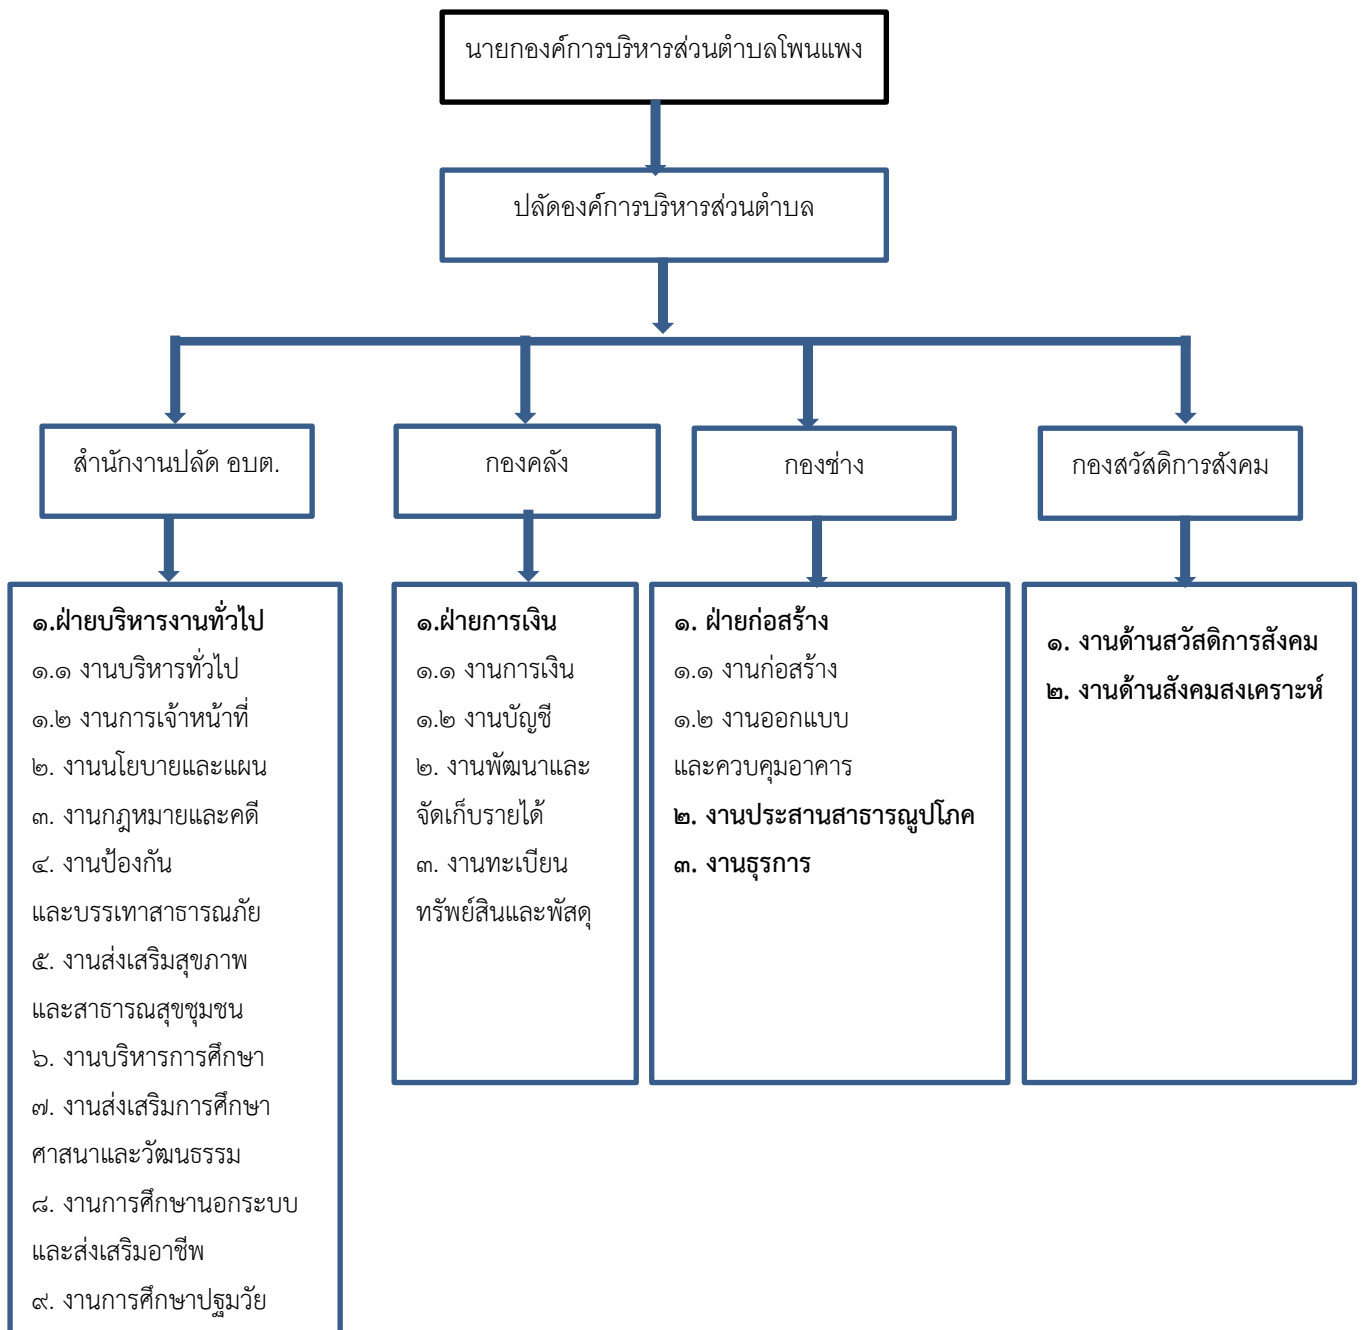 นายกองค์การบริหารส่วนตำบลโพนแพง
ปลัดองค์การบริหารส่วนตำบล
สำนักงานปลัด อบต.
กองคลัง
กองช่าง
กองสวัสดิการสังคม
๑.ฝ่ายบริหารงานทั่วไป
๑.๑ งานบริหารทั่วไป
๑.๒ งานการเจ้าหน้าที่
๒. งานนโยบายและแผน
๓. งานกฎหมายและคดี
๔. งานป้องกัน
และบรรเทาสาธารณภัย
๕. งานส่งเสริมสุขภาพ
และสาธารณสุขชุมชน
๖. งานบริหารการศึกษา
๗. งานส่งเสริมการศึกษา
ศาสนาและวัฒนธรรม
๘. งานการศึกษานอกระบบ
และส่งเสริมอาชีพ
๙. งานการศึกษาปฐมวัย
๑.ฝ่ายการเงิน
๑.๑ งานการเงิน
๑.๒ งานบัญชี
๒. งานพัฒนาและ
จัดเก็บรายได้
๓. งานทะเบียน
ทรัพย์สินและพัสดุ
๑. ฝ่ายก่อสร้าง
๑.๑ งานก่อสร้าง
๑.๒ งานออกแบบ
และควบคุมอาคาร
๒. งานประสานสาธารณูปโภค
๓. งานธุรการ
๑. งานด้านสวัสดิการสังคม
๒. งานด้านสังคมสงเคราะห์